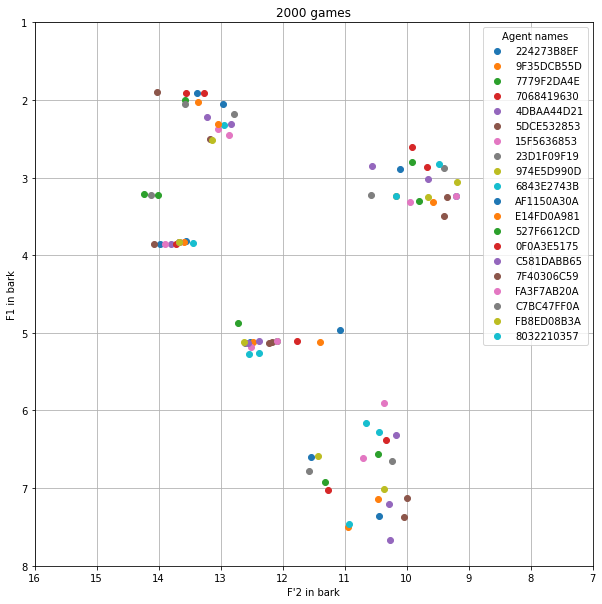 2000 games
Agent names
224273B8EF
9F35DCB55D
7779F2DA4E
7068419630
4DBAA44D21
5DCE532853
15F5636853
23D1F09F19
974E5D990D
6843E2743B
AF1150A30A
E14FD0A981
527F6612CD
0F0A3E5175
C581DABB65
7F40306C59
FA3F7AB20A
C7BC47FF0A
FB8ED08B3A
8032210357
1
2
3
4
5
6
7
8
F1 in bark
16 15 14 13 12 11 10 9 8 7
F'2 in bark